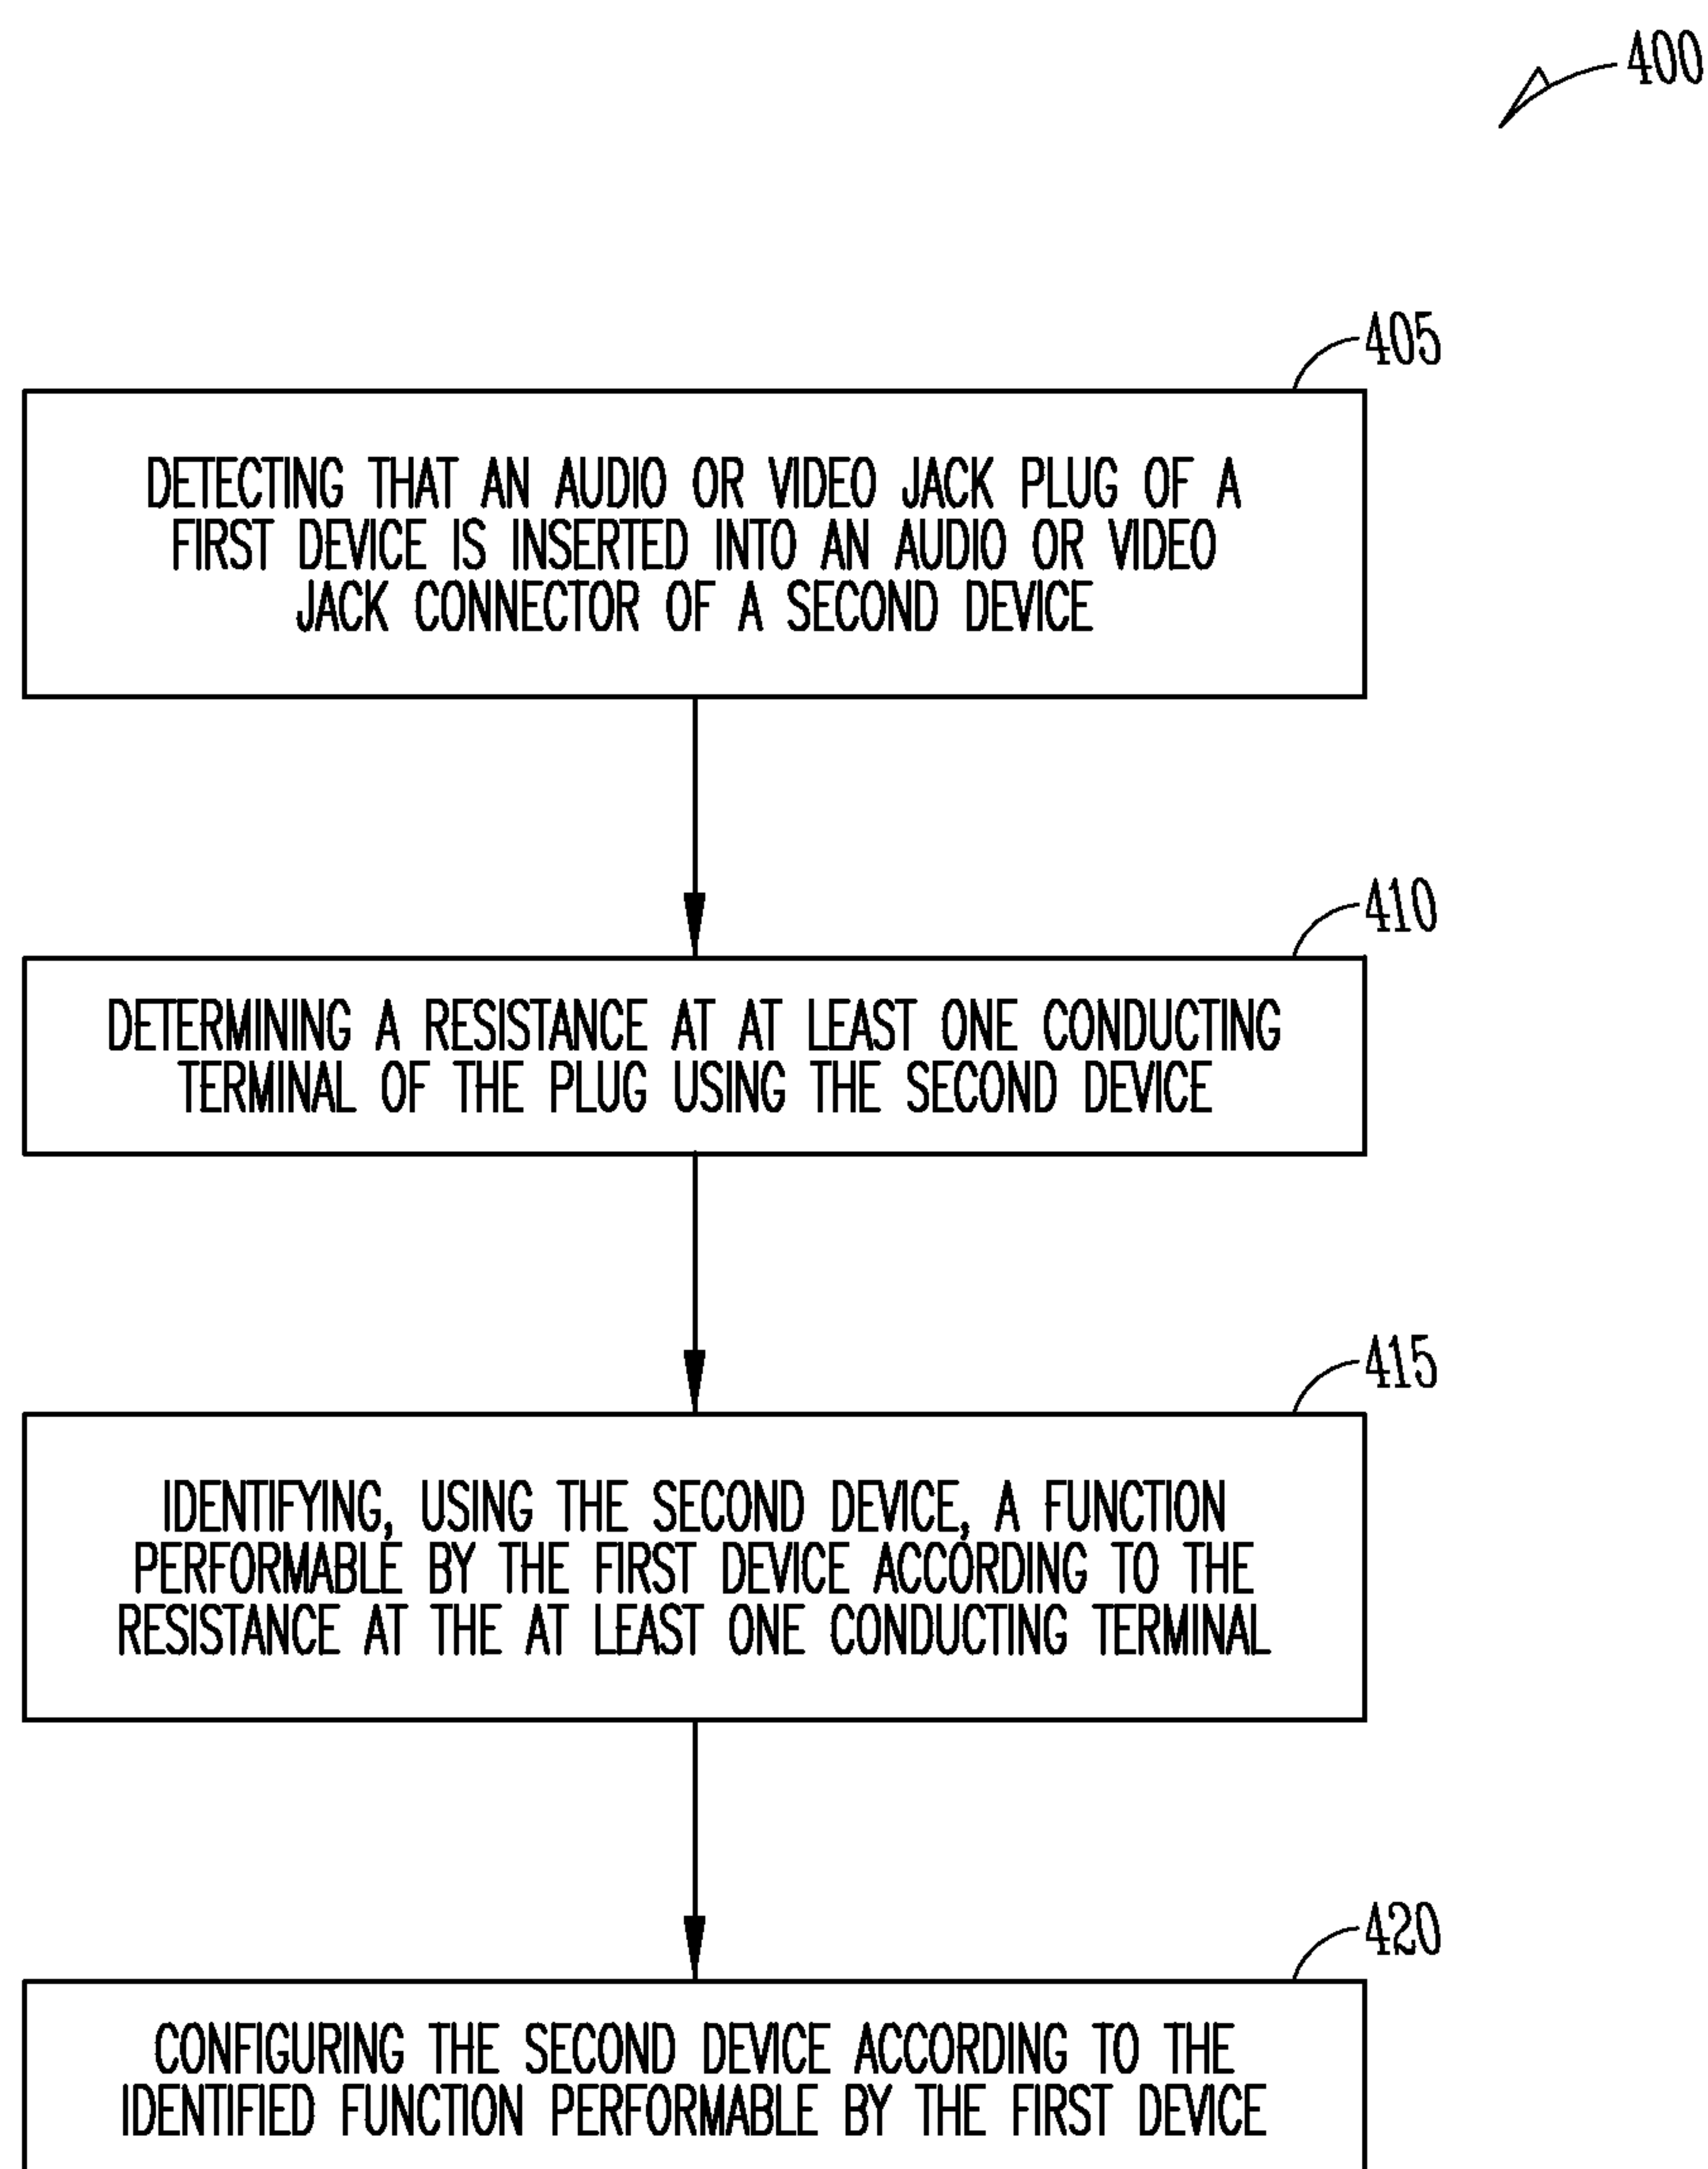 400
405
DETECTING THAT AN AUDIO OR VIDEO JACK PLUG OF A
FIRST DEVICE IS INSERTED INTO AN AUDIO OR VIDEO
JACK CONNECTOR OF A SECOND DEVICE
410
DETERMINING A RESISTANCE AT AT LEAST ONE CONDUCTING
TERMINAL OF THE PLUG USING THE SECOND DEVICE
415
IDENTIFYING, USING THE SECOND DEVICE, A FUNCTION
PERFORMABLE BY THE FIRST DEVICE ACCORDING TO THE
RESISTANCE AT THE AT LEAST ONE CONDUCTING TERMINAL
420
CONFIGURING THE SECOND DEVICE ACCORDING TO THE
IDENTIFIED FUNCTION PERFORMABLE BY THE FIRST DEVICE